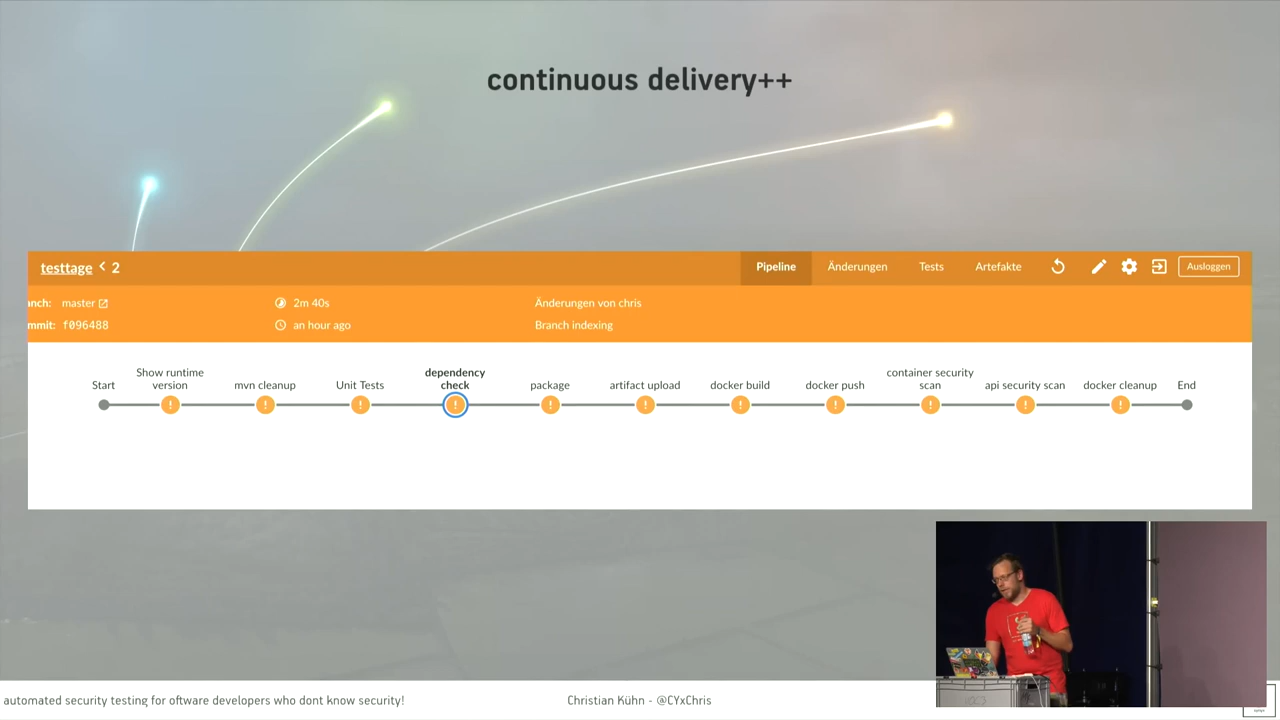 continuous delivery++
testtage < 2
Pipeline
Änderungen
Tests
Artefakte
Ausloggen
nch: master
2m 40s
Änderungen von chris
mmit: f096488
an hour ago
Branch indexing
Start
Show runtime
version
mvn cleanup
Unit Tests
dependency
check
package
artifact upload
docker build
docker push
container security
scan
api security scan
docker cleanup
End
automated security testing for oftware developers who dont know security!
Christian Kühn - @CYxChris